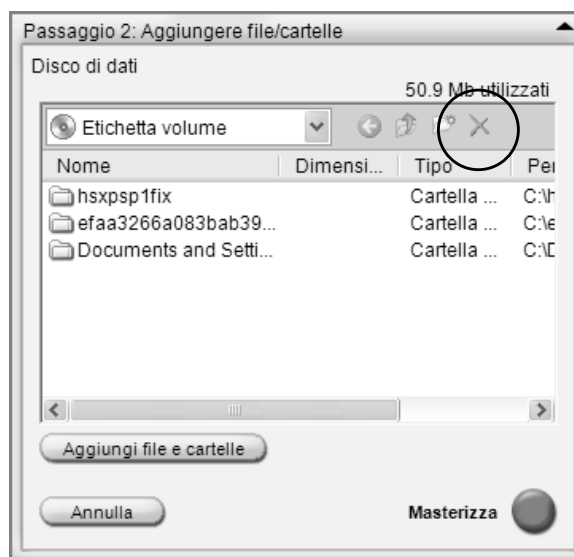 Passaggio 2: Aggiungere file/cartelle
Disco di dati
50.9 Mb utilizzati
Etichetta volume
Nome Dimensi... Tipo Per
hsxpsp1fix Cartella ... C:\h
efaa3266a083bab39... Cartella ... C:\e
Documents and Setti... Cartella ... C:\D
Aggiungi file e cartelle
Annulla Masterizza